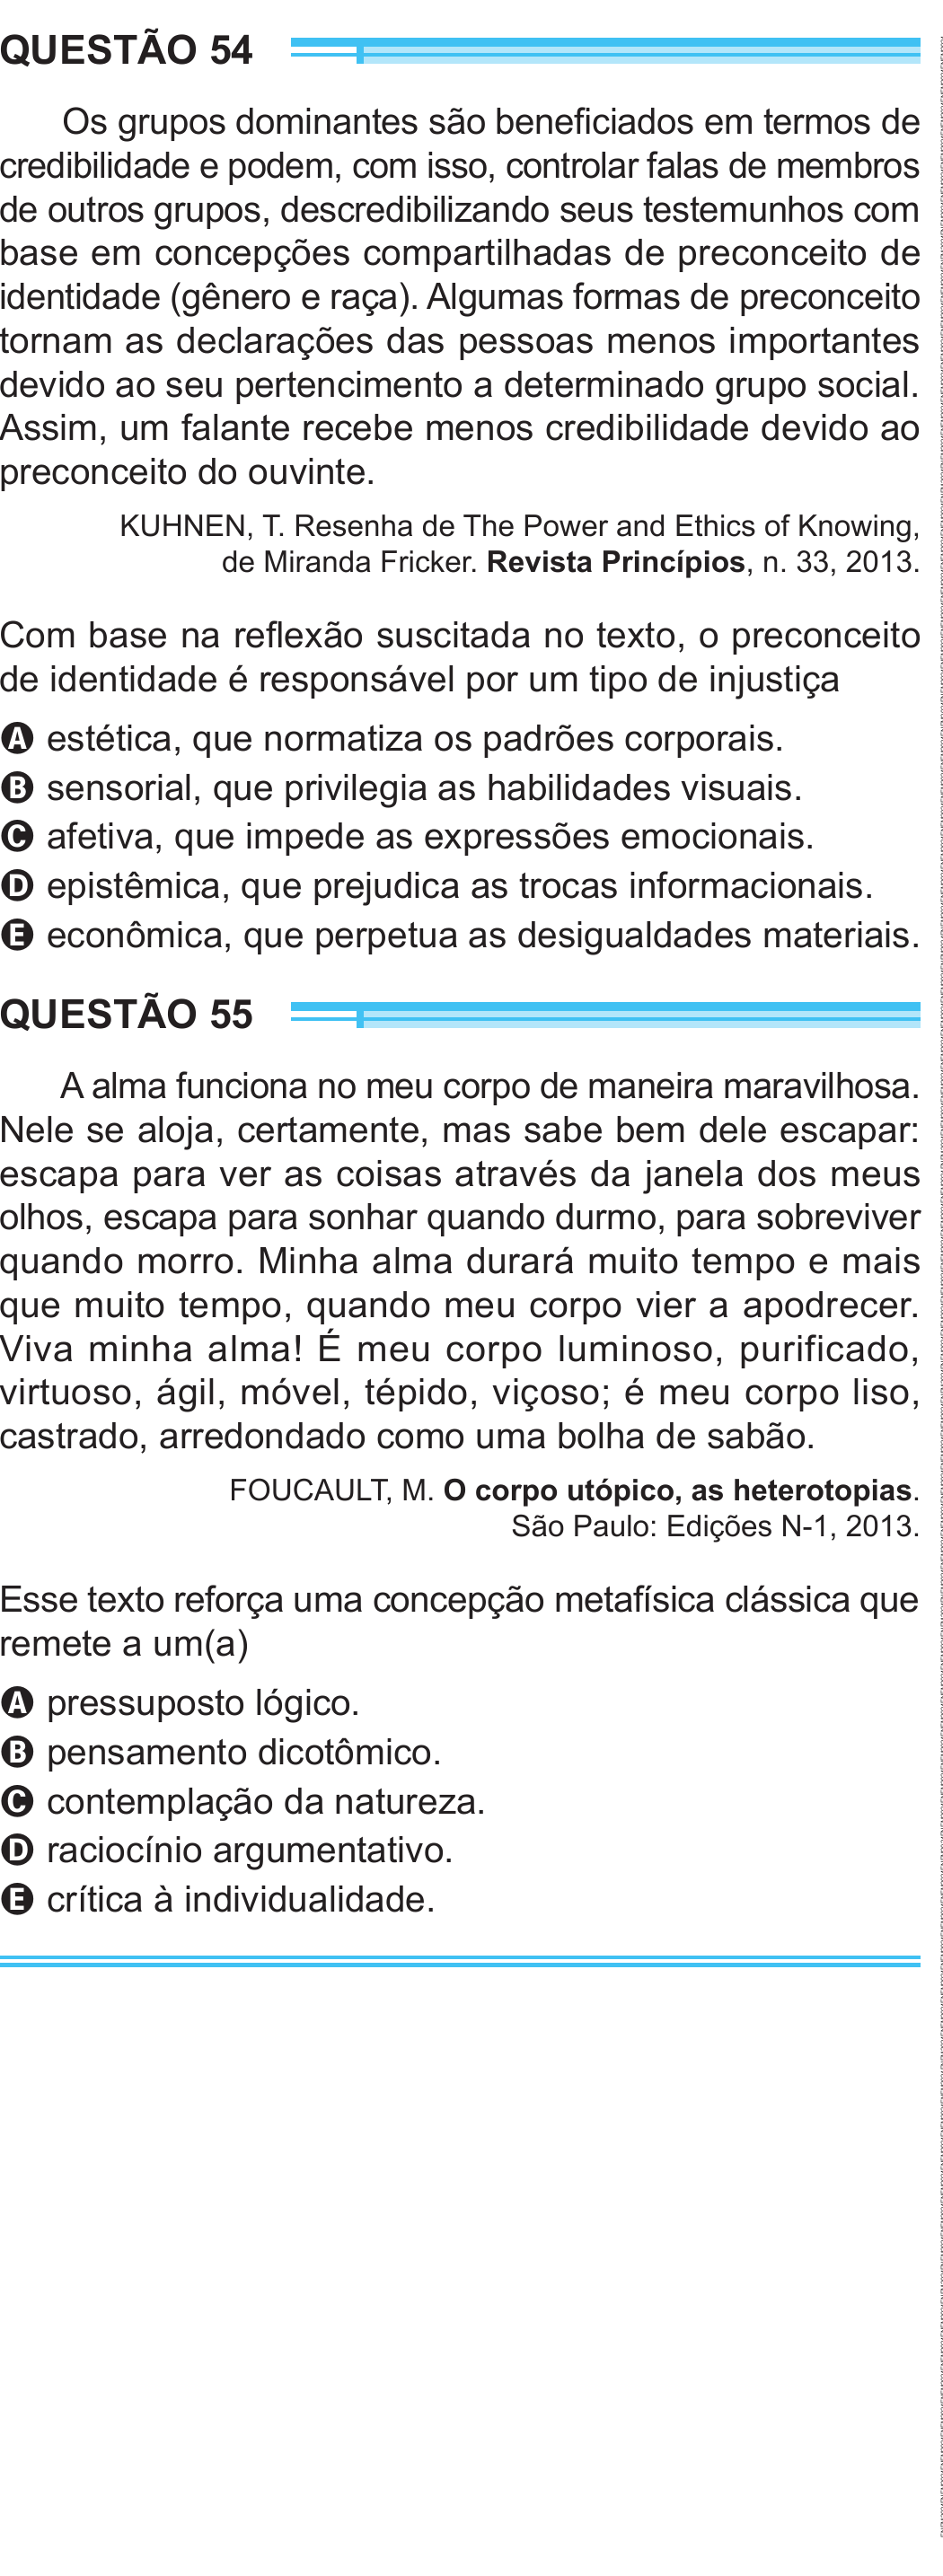 QUESTÃO 54
Os grupos dominantes são beneficiados em termos de
credibilidade e podem, com isso, controlar falas de membros
de outros grupos, descredibilizando seus testemunhos com
base em concepções compartilhadas de preconceito de
identidade (gênero e raça). Algumas formas de preconceito
tornam as declarações das pessoas menos importantes
devido ao seu pertencimento a determinado grupo social.
Assim, um falante recebe menos credibilidade devido ao
preconceito do ouvinte.
KUHNEN, T. Resenha de The Power and Ethics of Knowing,
de Miranda Fricker. Revista Princípios, n. 33, 2013.
Com base na reflexão suscitada no texto, o preconceito
de identidade é responsável por um tipo de injustiça
A estética, que normatiza os padrões corporais.
B sensorial, que privilegia as habilidades visuais.
C afetiva, que impede as expressões emocionais.
D epistêmica, que prejudica as trocas informacionais.
E econômica, que perpetua as desigualdades materiais.
QUESTÃO 55
A alma funciona no meu corpo de maneira maravilhosa.
Nele se aloja, certamente, mas sabe bem dele escapar:
escapa para ver as coisas através da janela dos meus
olhos, escapa para sonhar quando durmo, para sobreviver
quando morro. Minha alma durará muito tempo e mais
que muito tempo, quando meu corpo vier a apodrecer.
Viva minha alma! É meu corpo luminoso, purificado,
virtuoso, ágil, móvel, tépido, viçoso; é meu corpo liso,
castrado, arredondado como uma bolha de sabão.
FOUCAULT, M. O corpo utópico, as heterotopias.
São Paulo: Edições N-1, 2013.
Esse texto reforça uma concepção metafísica clássica que
remete a um(a)
A pressuposto lógico.
B pensamento dicotômico.
C contemplação da natureza.
D raciocínio argumentativo.
E crítica à individualidade.